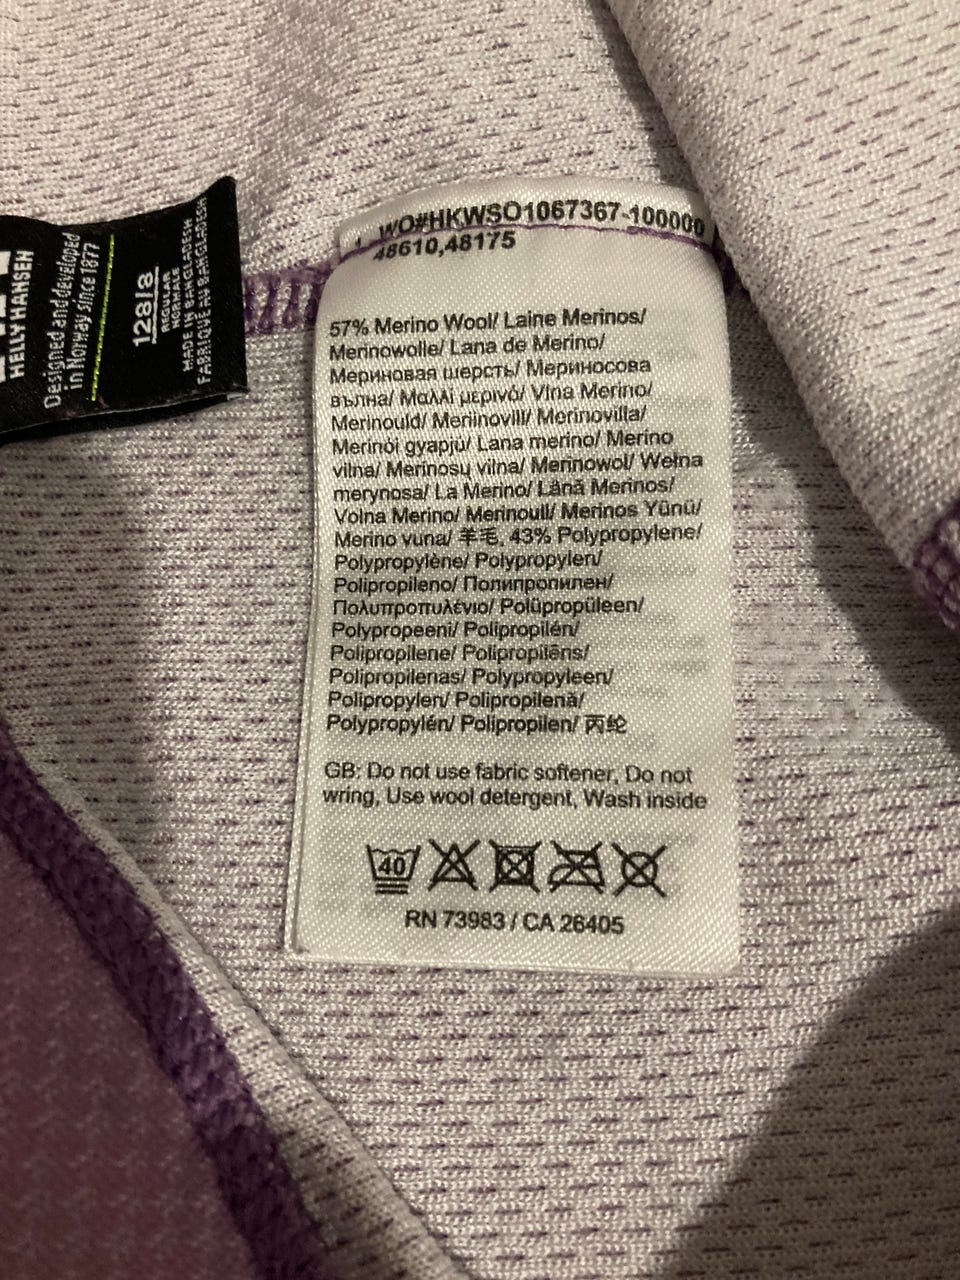 HELLY HANSEN
Designed and developed
in Norway since 1877
128/8
REGULAR
NORMALE
MADE IN BANGLADESH
FABRIQUÉ AU BANGLADESH
WO#HKWSO1067367-100000
48610,48175
57% Merino Wool/ Laine Merinos/
Merinowolle/ Lana de Merino/
Мериновая шерсть/ Мериносова
вълна/ Μαλλί μερινό/ Vlna Merino/
Merinould/ Meriinovill/ Merinovilla/
Merinói gyapjú/ Lana merino/ Merino
vilna/ Merinosų vilna/ Merinowol/ Wełna
merynosa/ La Merino/ Lână Merinos/
Volna Merino/ Merinoull/ Merinos Yünü/
Merino vuna/ 羊毛, 43% Polypropylene/
Polypropylène/ Polypropylen/
Polipropileno/ Полипропилен/
Πολυπροπυλένιο/ Polüpropüleen/
Polypropeeni/ Polipropilén/
Polipropilene/ Polipropilēns/
Polipropilenas/ Polypropyleen/
Polipropylen/ Polipropilenă/
Polypropylén/ Polipropilen/ 丙纶
GB: Do not use fabric softener, Do not
wring, Use wool detergent, Wash inside
40
RN 73983 / CA 26405